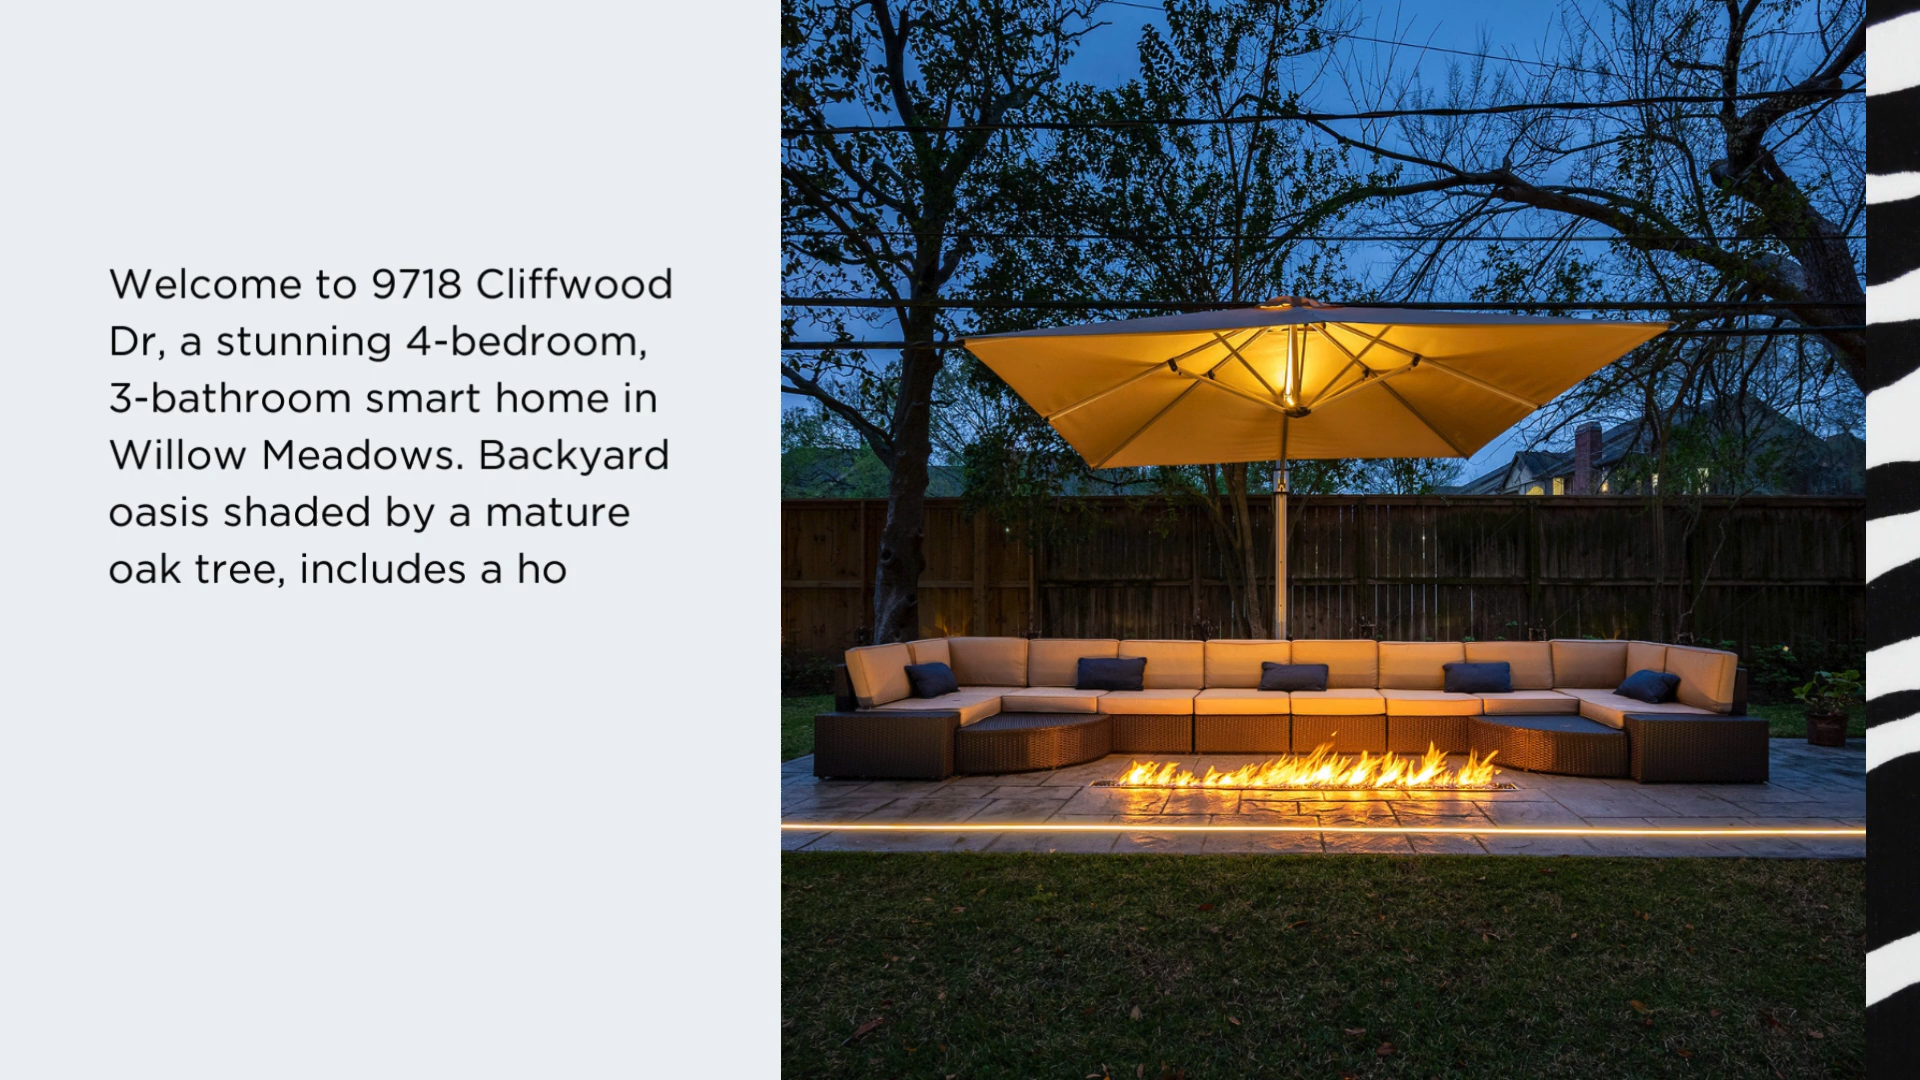 Welcome to 9718 Cliffwood
Dr, a stunning 4-bedroom,
3-bathroom smart home in
Willow Meadows. Backyard
oasis shaded by a mature
oak tree, includes a ho